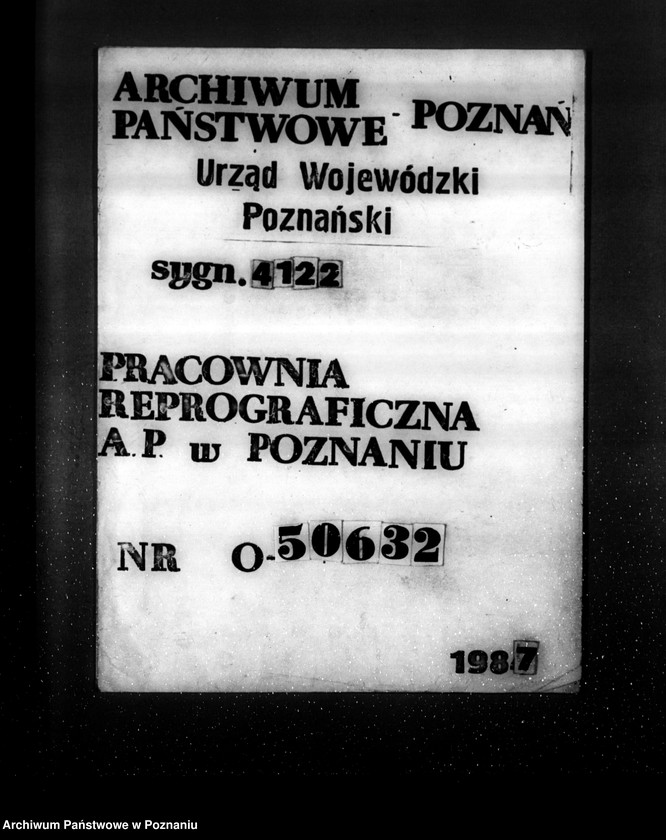 ARCHIWUM
PAŃSTWOWE - POZNAŃ
Urząd Wojewódzki
Poznański
sygn. 4122
PRACOWNIA
REPROGRAFICZNA
A.P. w POZNANIU
NR O-50632
1987
Archiwum Państwowe w Poznaniu